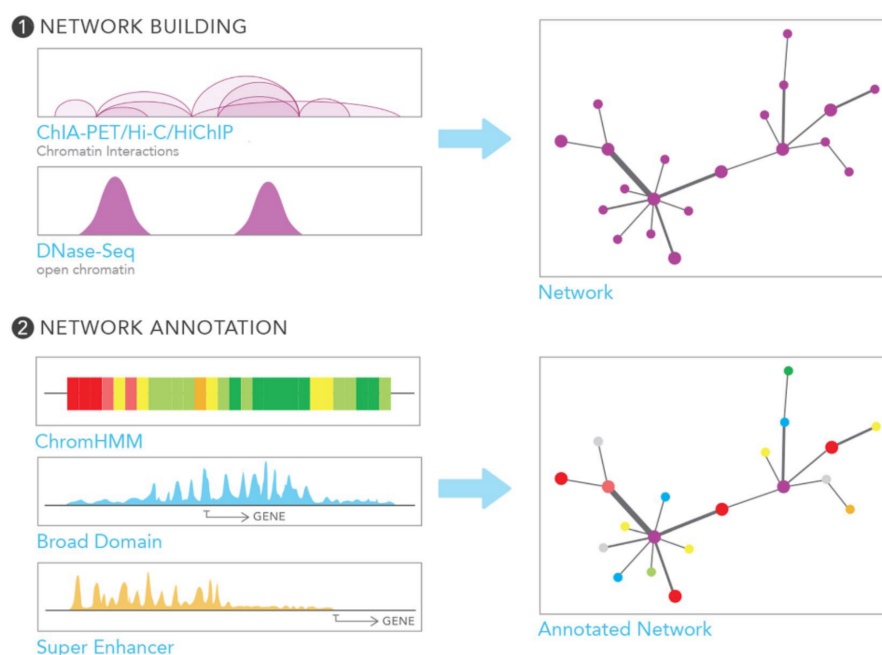 1 NETWORK BUILDING
ChIA-PET/Hi-C/HiChIP
Chromatin Interactions
DNase-Seq
open chromatin
Network
2 NETWORK ANNOTATION
ChromHMM
GENE
Broad Domain
GENE
Super Enhancer
Annotated Network